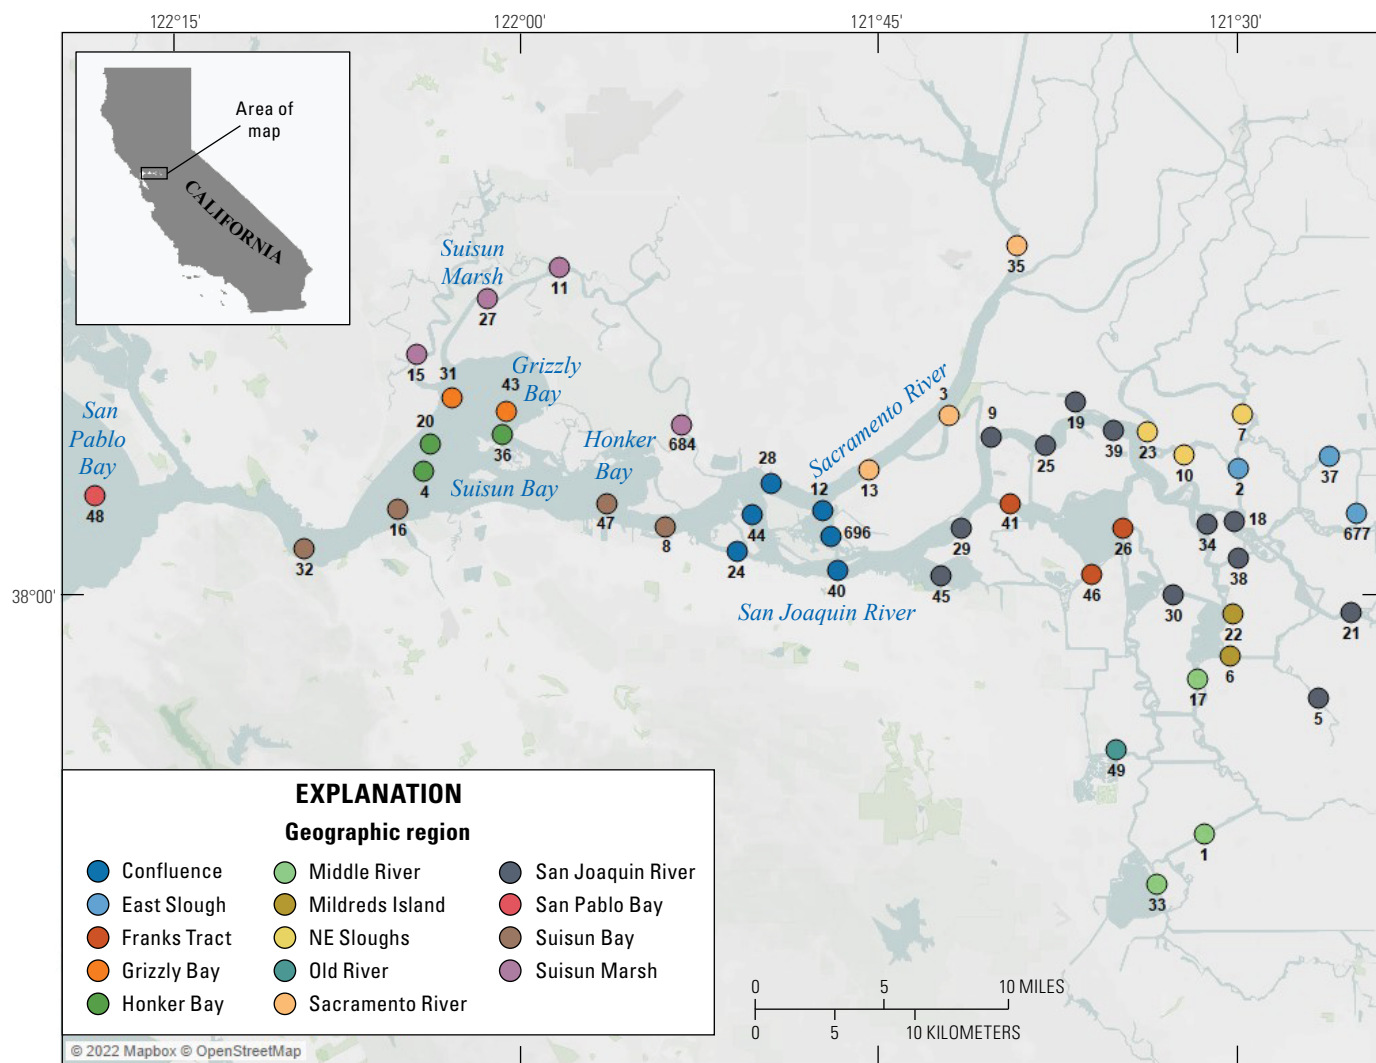 122°15'
122°00'
121°45'
121°30'
Area of
map
CALIFORNIA
35
Suisun
Marsh
11
27
15
31
43
Grizzly
Bay
Sacramento River
3
9
19
7
San
Pablo
Bay
20
36
684
Honker
Bay
28
25
39
23
10
2
37
4
Suisun Bay
12
13
48
16
47
44
696
41
18
677
32
8
24
29
26
34
38
38°00'
40
45
46
30
San Joaquin River
22
21
6
17
5
49
1
33
EXPLANATION
Geographic region
Confluence
East Slough
Franks Tract
Grizzly Bay
Honker Bay
Middle River
Mildreds Island
NE Sloughs
Old River
Sacramento River
San Joaquin River
San Pablo Bay
Suisun Bay
Suisun Marsh
0 5 10 MILES
0 5 10 KILOMETERS
© 2022 Mapbox © OpenStreetMap